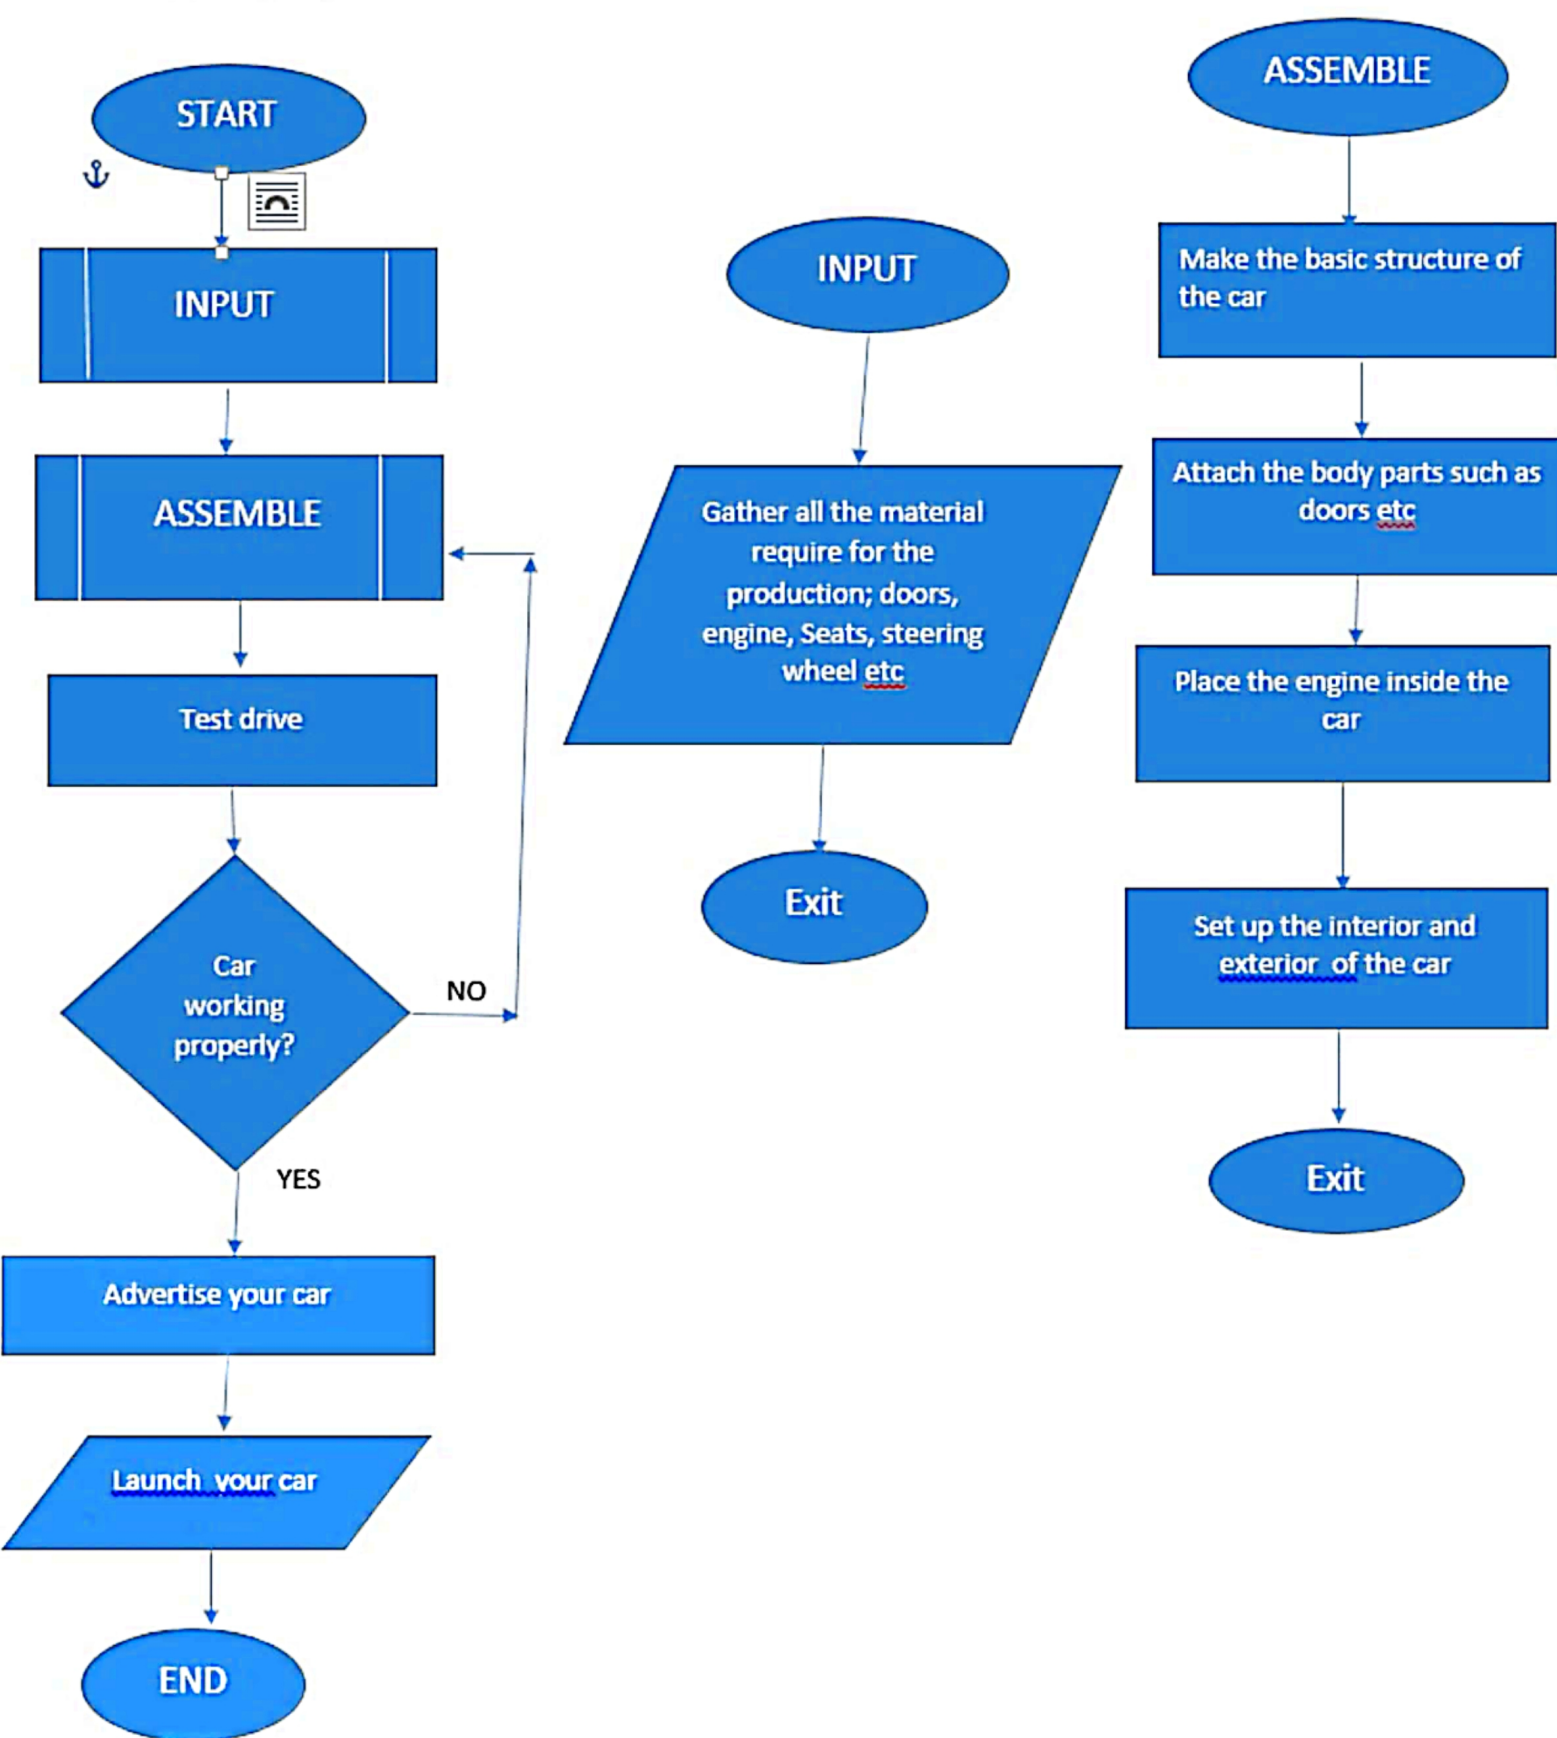 START
INPUT
ASSEMBLE
Test drive
Car
working
properly?
NO
YES
Advertise your car
Launch  your car
END
INPUT
Gather all the material
require for the
production; doors,
engine, Seats, steering
wheel etc
Exit
ASSEMBLE
Make the basic structure of
the car
Attach the body parts such as
doors etc
Place the engine inside the
car
Set up the interior and
exterior  of the car
Exit